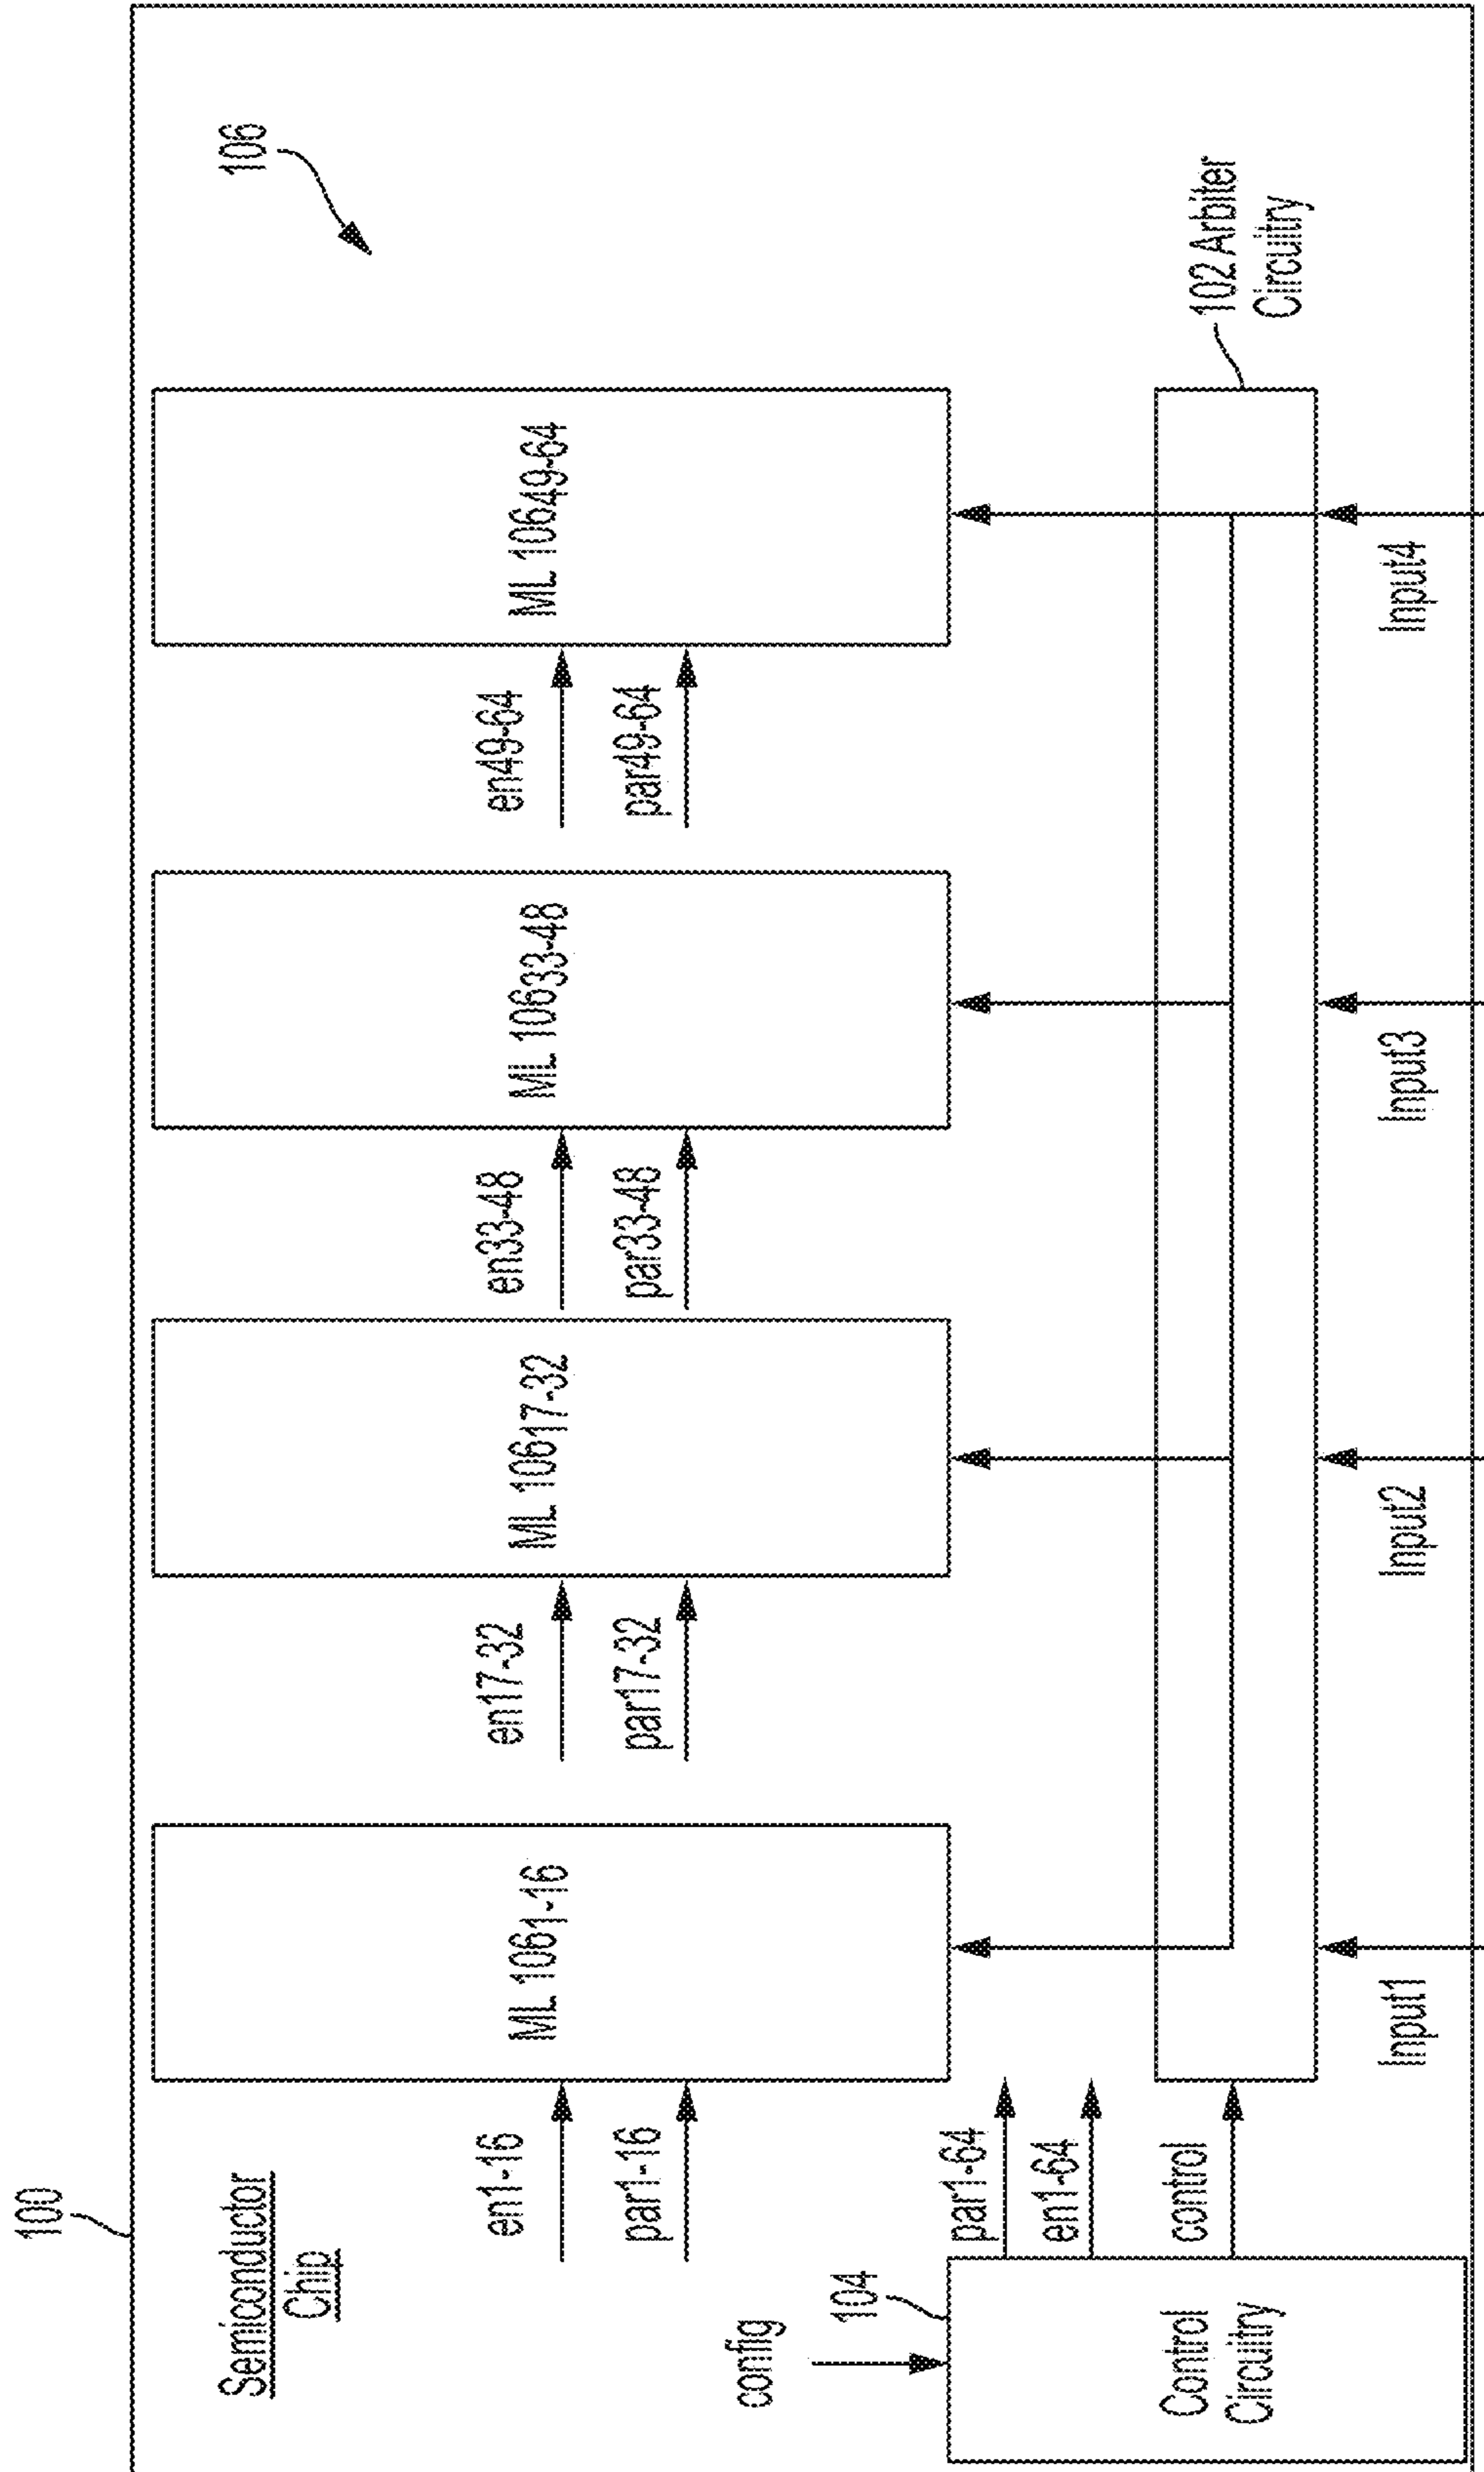 100
Semiconductor
Chip
106
en1-16
par1-16
ML 106₁₋₁₆
en17-32
par17-32
ML 106₁₇₋₃₂
en33-48
par33-48
ML 106₃₃₋₄₈
en49-64
par49-64
ML 106₄₉₋₆₄
config
104
Control
Circuitry
par1-64
en1-64
control
102 Arbiter
Circuitry
Input1
Input2
Input3
Input4